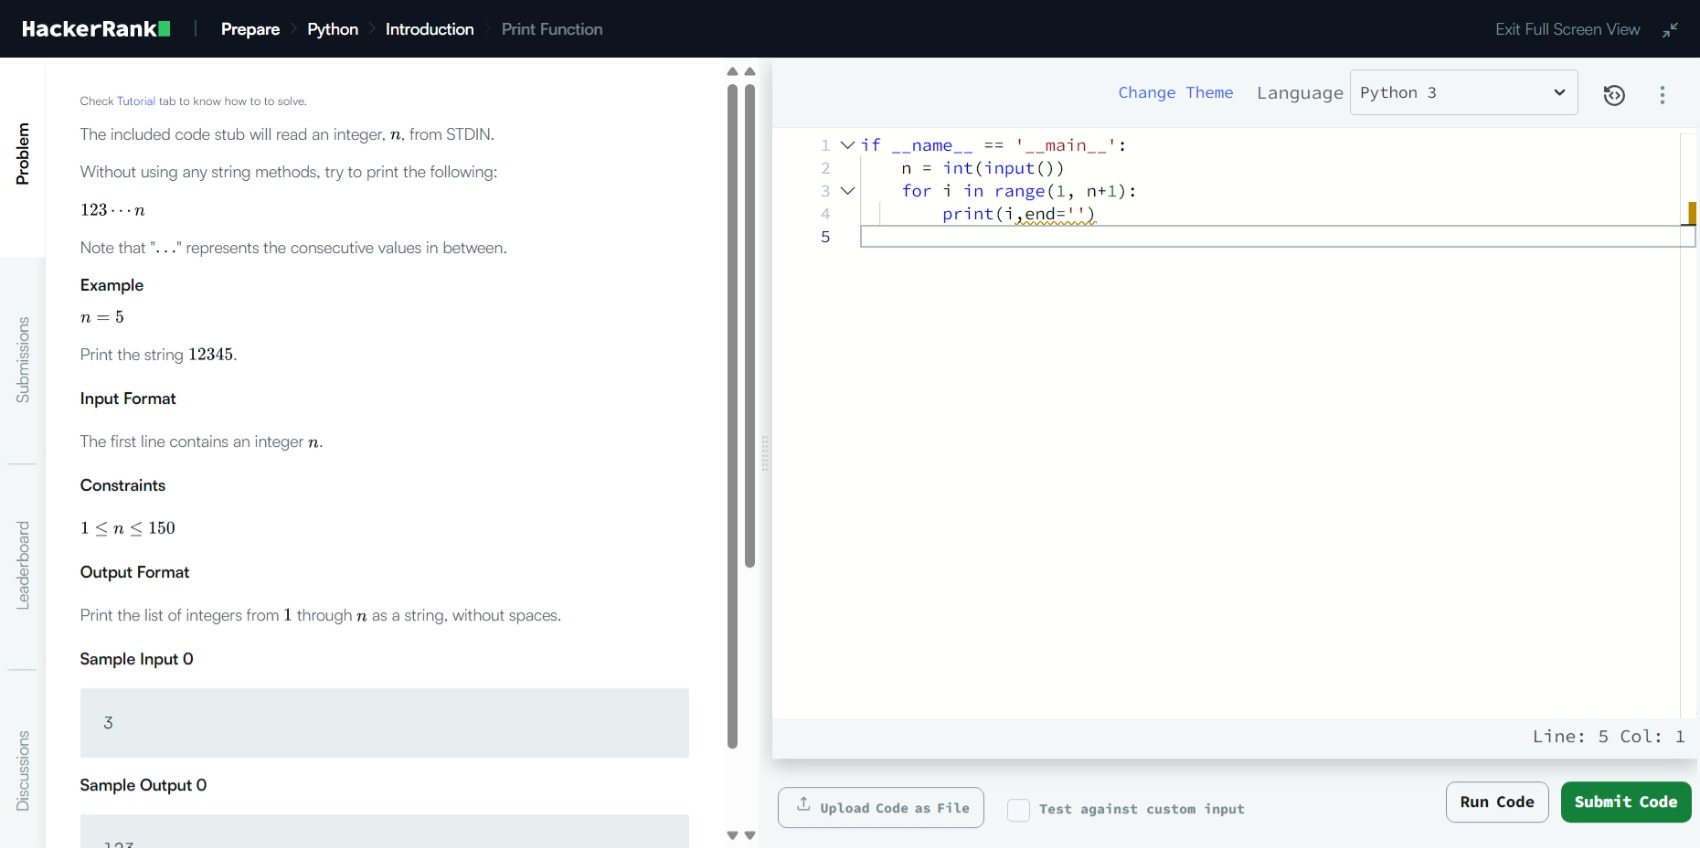 HackerRank | Prepare > Python > Introduction > Print Function
Exit Full Screen View
Problem
Submissions
Leaderboard
Discussions
Check Tutorial tab to know how to to solve.
The included code stub will read an integer, n, from STDIN.
Without using any string methods, try to print the following:
123⋯n
Note that "..." represents the consecutive values in between.
Example
n = 5
Print the string 12345.
Input Format
The first line contains an integer n.
Constraints
1 ≤ n ≤ 150
Output Format
Print the list of integers from 1 through n as a string, without spaces.
Sample Input 0
3
Sample Output 0
123
Change Theme Language Python 3
1 if __name__ == '__main__':
2     n = int(input())
3     for i in range(1, n+1):
4         print(i,end='')
5
Line: 5 Col: 1
Upload Code as File
Test against custom input
Run Code
Submit Code